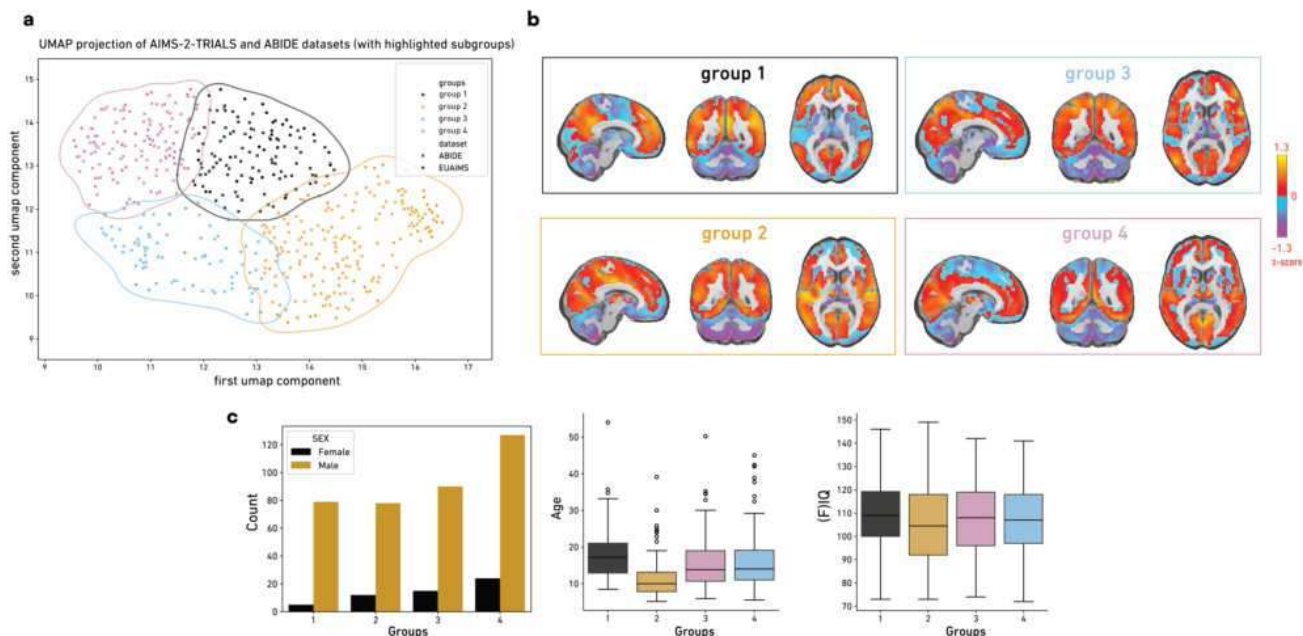 a
UMAP projection of AIMS-2-TRIALS and ABIDE datasets (with highlighted subgroups)
second umap component
15
14
13
12
11
10
9
groups
group 1
group 2
group 3
group 4
dataset
ABIDE
EUAIMS
9 10 11 12 13 14 15 16 17
first umap component
b
group 1
group 3
group 2
group 4
1.3
0
-1.3
z-score
c
Count
120
100
80
60
40
20
0
SEX
Female
Male
1 2 3 4
Groups
Age
50
40
30
20
10
1 2 3 4
Groups
(F)IQ
150
140
130
120
110
100
90
80
70
1 2 3 4
Groups